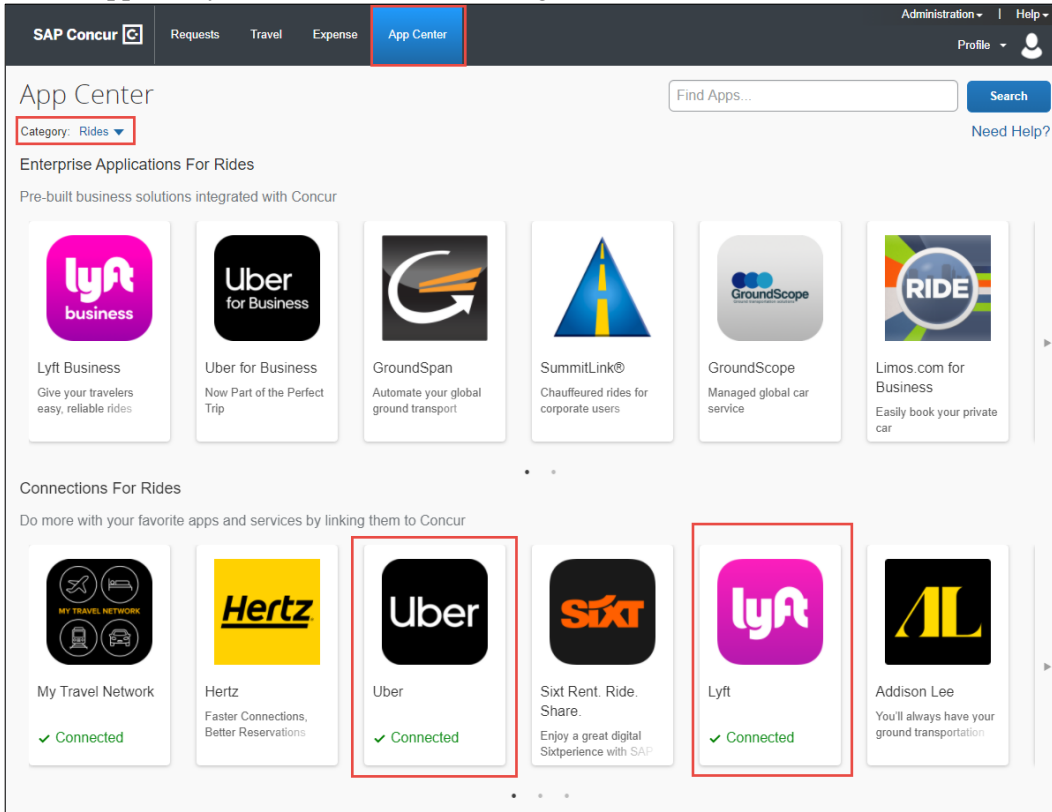 Administration | Help
SAP Concur C Requests Travel Expense App Center
Profile
App Center
Find Apps... Search
Category: Rides
Need Help?
Enterprise Applications For Rides
Pre-built business solutions integrated with Concur
lyft business
Uber for Business
GroundScope
RIDE
Lyft Business
Give your travelers
easy, reliable rides
Uber for Business
Now Part of the Perfect
Trip
GroundSpan
Automate your global
ground transport
SummitLink®
Chauffeured rides for
corporate users
GroundScope
Managed global car
service
Limos.com for
Business
Easily book your private
car
Connections For Rides
Do more with your favorite apps and services by linking them to Concur
MY TRAVEL NETWORK
Hertz.
Uber
SIXT
lyft
AL
My Travel Network
Connected
Hertz
Faster Connections,
Better Reservations
Uber
Connected
Sixt Rent. Ride.
Share.
Enjoy a great digital
Sixtperience with SAP
Lyft
Connected
Addison Lee
You'll always have your
ground transportation